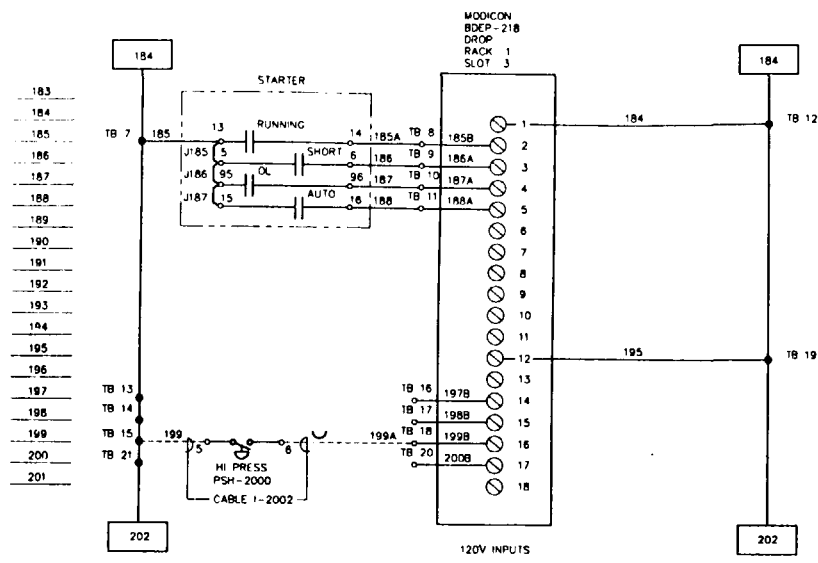 MODICON
BDEP-218
DROP
RACK 1
SLOT 3
184
184
STARTER
183
184
185
186
187
188
189
190
191
192
193
194
195
196
197
198
199
200
201
TB 7
185
13
RUNNING
14
185A
TB 8
185B
J185
5
SHORT
6
186
TB 9
186A
J186
95
OL
96
187
TB 10
187A
J187
15
AUTO
16
188
TB 11
188A
1
2
3
4
5
6
7
8
9
10
11
12
13
14
15
16
17
18
184
TB 12
195
TB 19
TB 13
TB 14
TB 15
TB 21
199
5
6
199A
HI PRESS
PSH-2000
CABLE 1-2002
TB 16
197B
TB 17
198B
TB 18
199B
TB 20
200B
202
202
120V INPUTS